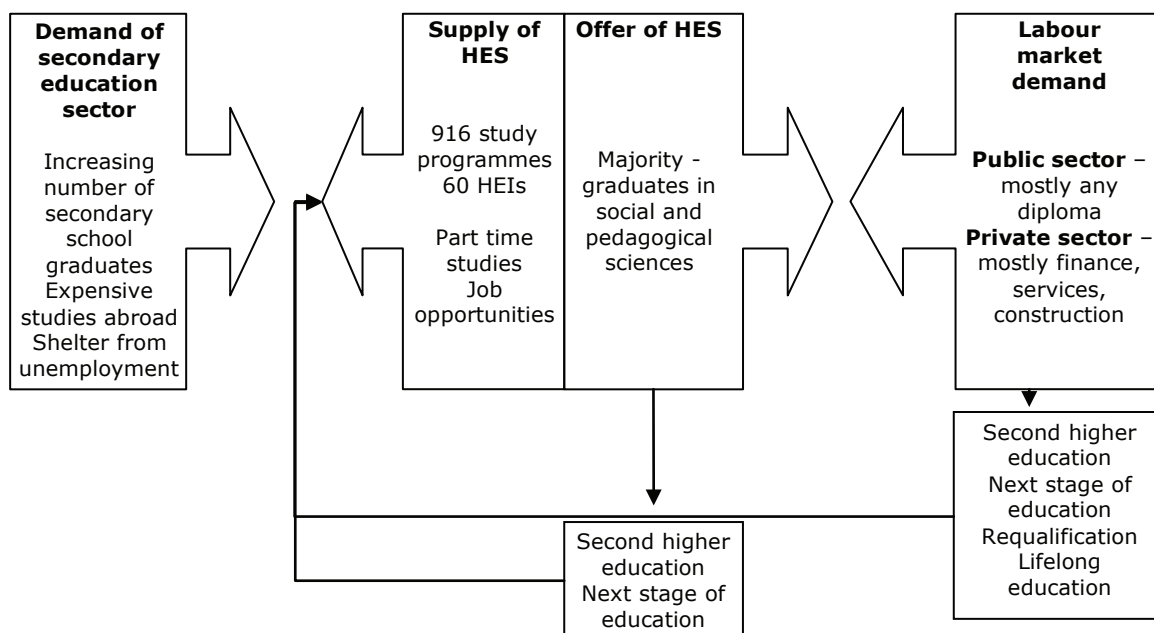 Demand of
secondary
education
sector
Increasing
number of
secondary
school
graduates
Expensive
studies abroad
Shelter from
unemployment
Supply of
HES
916 study
programmes
60 HEIs
Part time
studies
Job
opportunities
Offer of HES
Majority -
graduates in
social and
pedagogical
sciences
Labour
market
demand
Public sector –
mostly any
diploma
Private sector –
mostly finance,
services,
construction
Second higher
education
Next stage of
education
Requalification
Lifelong
education
Second higher
education
Next stage of
education